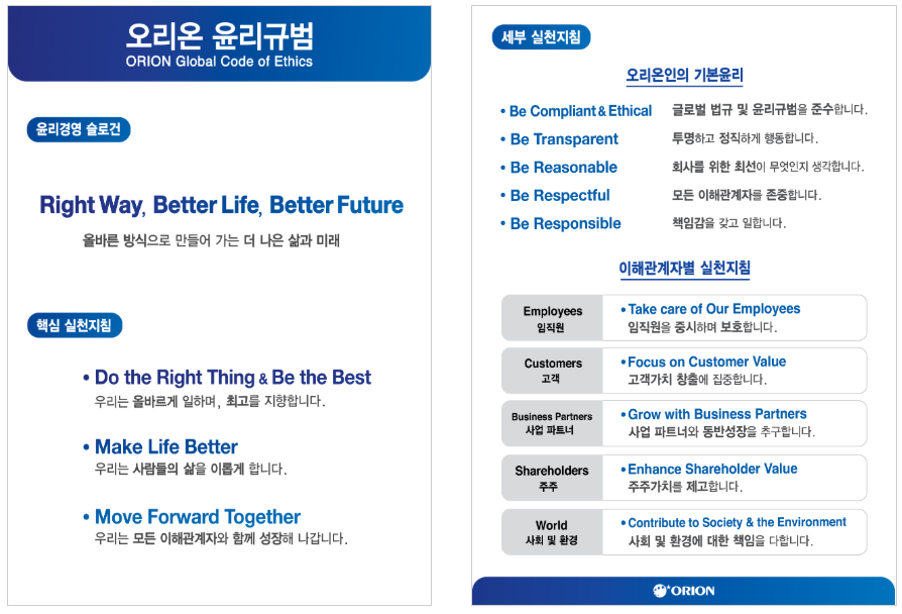 오리온 윤리규범
ORION Global Code of Ethics
윤리경영 슬로건
Right Way, Better Life, Better Future
올바른 방식으로 만들어 가는 더 나은 삶과 미래
핵심 실천지침
• Do the Right Thing & Be the Best
우리는 올바르게 일하며, 최고를 지향합니다.
• Make Life Better
우리는 사람들의 삶을 이롭게 합니다.
• Move Forward Together
우리는 모든 이해관계자와 함께 성장해 나갑니다.
세부 실천지침
오리온인의 기본윤리
• Be Compliant & Ethical 글로벌 법규 및 윤리규범을 준수합니다.
• Be Transparent 투명하고 정직하게 행동합니다.
• Be Reasonable 회사를 위한 최선이 무엇인지 생각합니다.
• Be Respectful 모든 이해관계자를 존중합니다.
• Be Responsible 책임감을 갖고 일합니다.
이해관계자별 실천지침
Employees
임직원
• Take care of Our Employees
임직원을 중시하며 보호합니다.
Customers
고객
• Focus on Customer Value
고객가치 창출에 집중합니다.
Business Partners
사업 파트너
• Grow with Business Partners
사업 파트너와 동반성장을 추구합니다.
Shareholders
주주
• Enhance Shareholder Value
주주가치를 제고합니다.
World
사회 및 환경
• Contribute to Society & the Environment
사회 및 환경에 대한 책임을 다합니다.
ORION